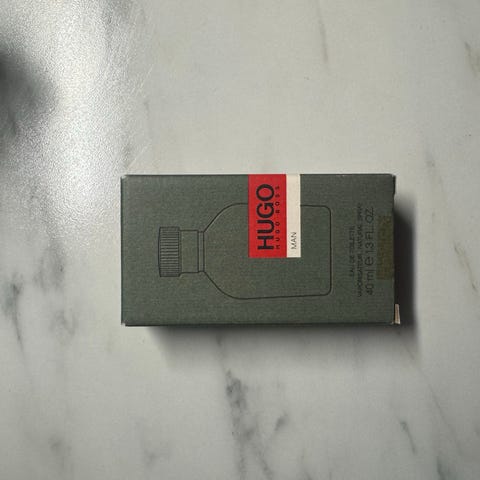 HUGO
HUGO BOSS
MAN
EAU DE TOILETTE
VAPORISATEUR . NATURAL SPRAY
40 ml e 1.3 FL. OZ.